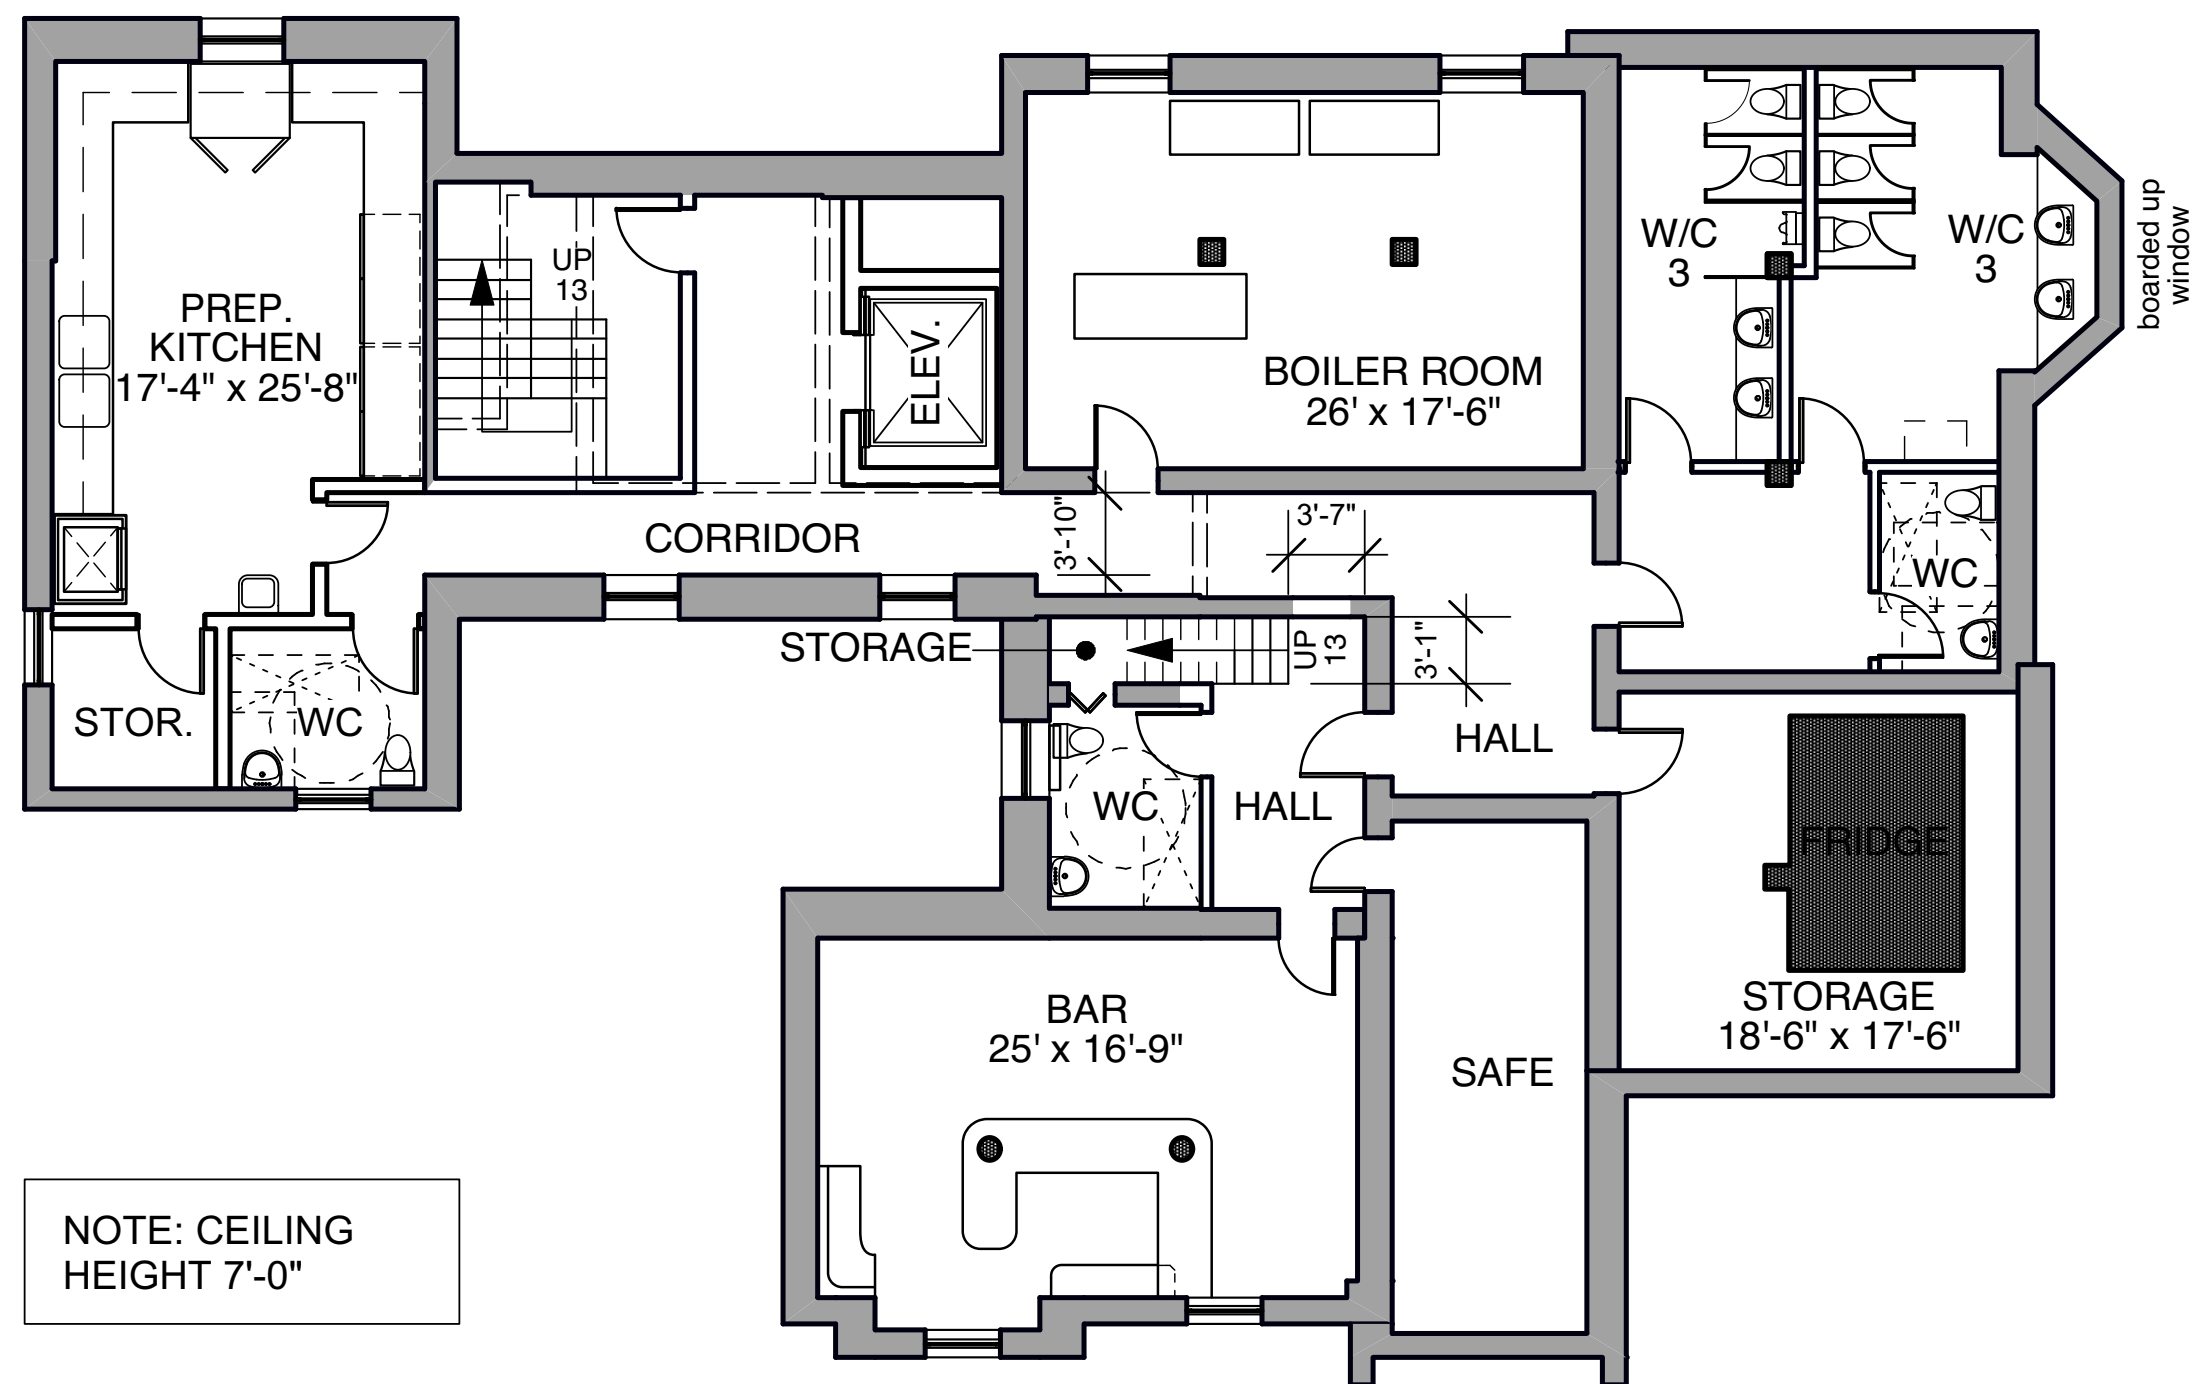 PREP.
KITCHEN
17'-4" x 25'-8"
UP
13
ELEV.
BOILER ROOM
26' x 17'-6"
W/C
3
W/C
3
boarded up
window
CORRIDOR
3'-10"
3'-7"
WC
STORAGE
UP
13
3'-1"
STOR.
WC
HALL
WC
HALL
FRIDGE
STORAGE
18'-6" x 17'-6"
BAR
25' x 16'-9"
SAFE
NOTE: CEILING
HEIGHT 7'-0"